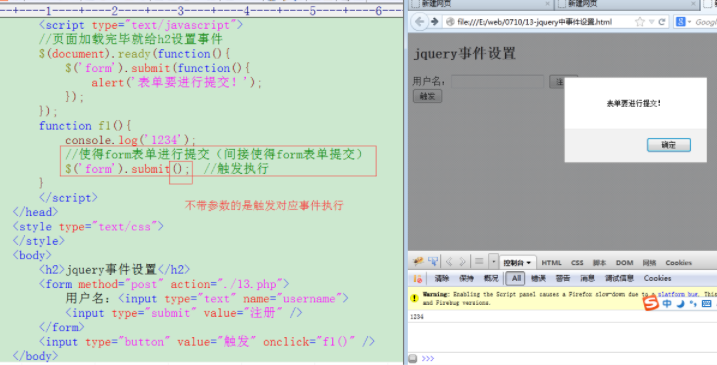 ----+----1----+----2----+----3----+----4----+----5----+----6--
<script type="text/javascript">
//页面加载完毕就给h2设置事件
$(document).ready(function(){
$('form').submit(function(){
alert('表单要进行提交！');
});
});
function f1(){
console.log('1234');
//使得form表单进行提交（间接使得form表单提交）
$('form').submit(); //触发执行
}
</script>
不带参数的是触发对应事件执行
</head>
<style type="text/css">
</style>
<body>
<h2>jquery事件设置</h2>
<form method="post" action="./13.php">
用户名：<input type="text" name="username">
<input type="submit" value="注册" />
</form>
<input type="button" value="触发" onclick="f1()" />
</body>
新建网页
新建网页
file:///E:/web/0710/13-jquery中事件设置.html
Google
jquery事件设置
用户名：
触发
表单要进行提交！
确定
控制台 HTML CSS 脚本 DOM 网络 Cookies
清除 保持 概况 All 错误 警告 消息 调试信息 Cookies
Warning: Enabling the Script panel causes a Firefox slow-down due to a platform bug. This
and Firebug versions.
中
1234
>>>